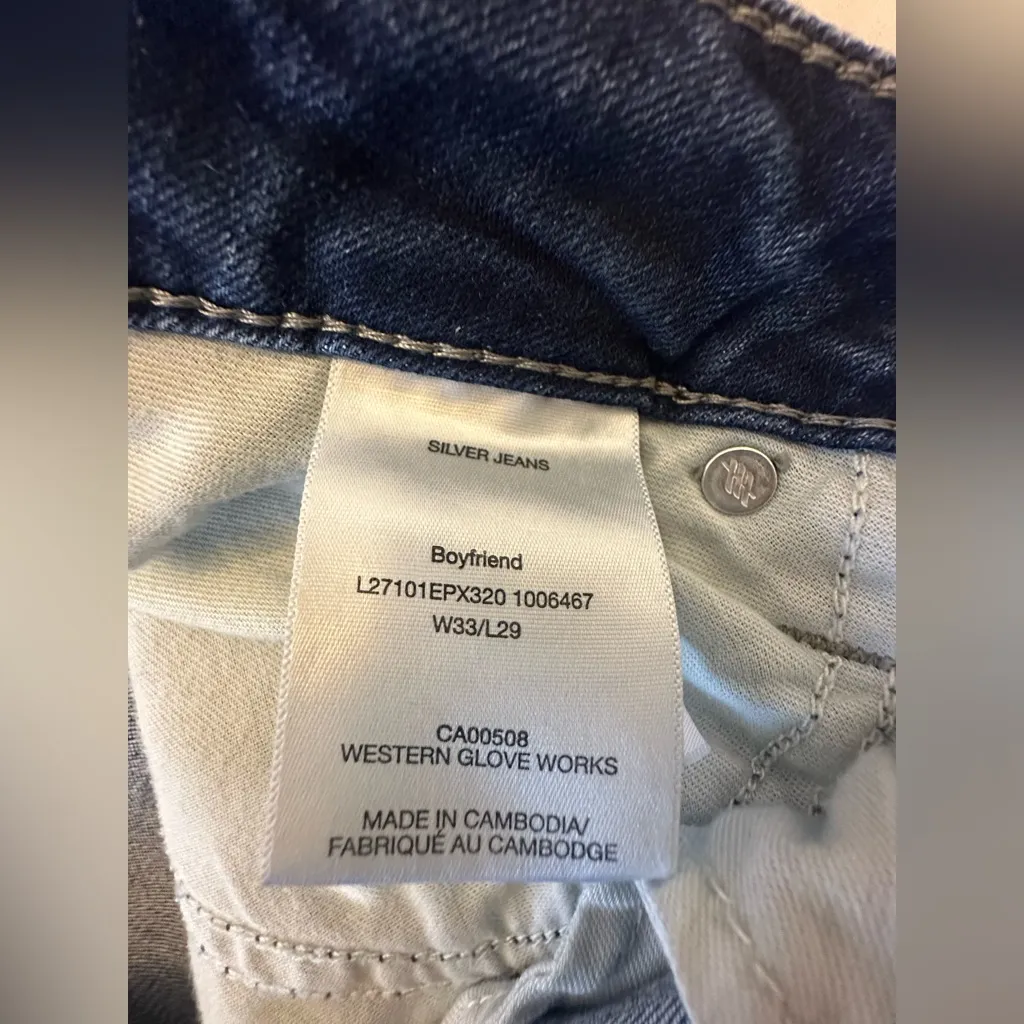 SILVER JEANS
Boyfriend
L27101EPX320 1006467
W33/L29
CA00508
WESTERN GLOVE WORKS
MADE IN CAMBODIA/
FABRIQUÉ AU CAMBODGE